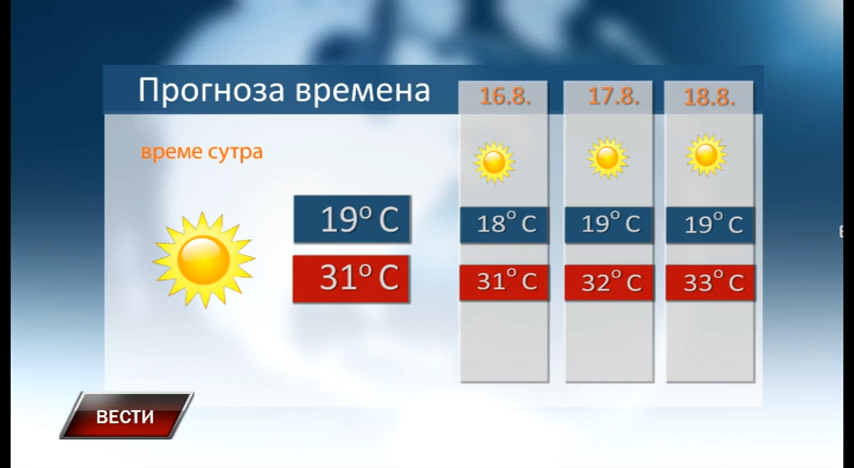 Прогноза времена
време сутра
19° C
31° C
16.8.
18° C
31° C
17.8.
19° C
32° C
18.8.
19° C
33° C
ВЕСТИ